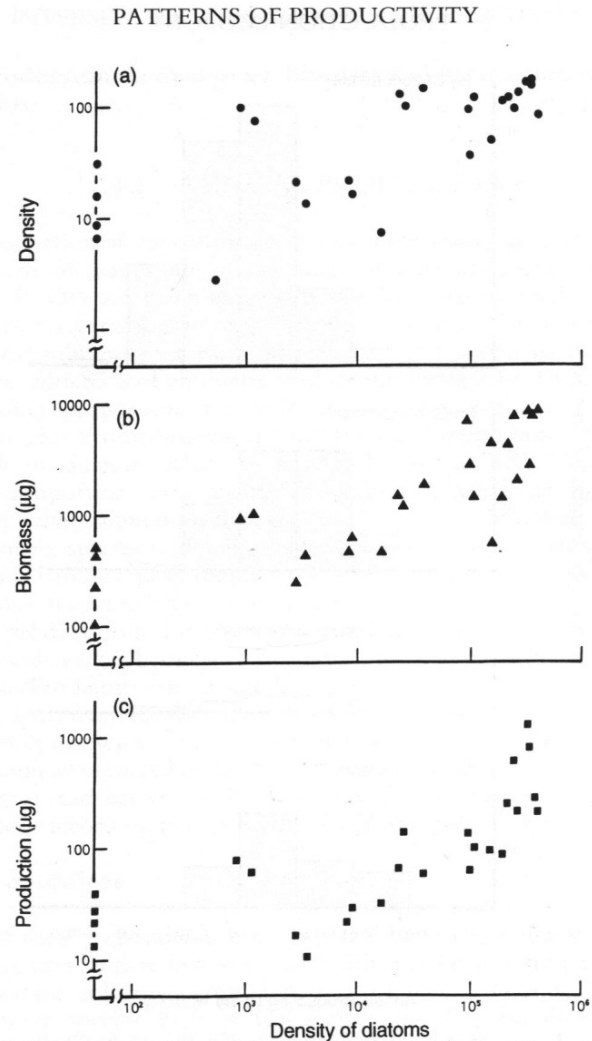 PATTERNS OF PRODUCTIVITY
(a)
100
10
1
Density
(b)
10000
1000
100
Biomass (µg)
(c)
1000
100
10
Production (µg)
10² 10³ 10⁴ 10⁵ 10⁶
Density of diatoms